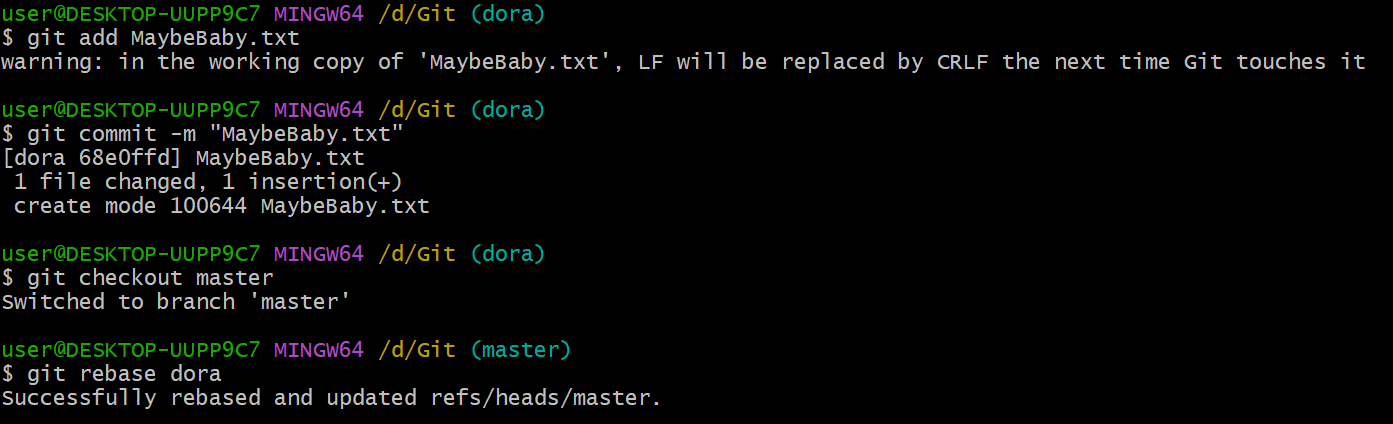 user@DESKTOP-UUPP9C7 MINGW64 /d/Git (dora)
$ git add MaybeBaby.txt
warning: in the working copy of 'MaybeBaby.txt', LF will be replaced by CRLF the next time Git touches it
user@DESKTOP-UUPP9C7 MINGW64 /d/Git (dora)
$ git commit -m "MaybeBaby.txt"
[dora 68e0ffd] MaybeBaby.txt
 1 file changed, 1 insertion(+)
 create mode 100644 MaybeBaby.txt
user@DESKTOP-UUPP9C7 MINGW64 /d/Git (dora)
$ git checkout master
Switched to branch 'master'
user@DESKTOP-UUPP9C7 MINGW64 /d/Git (master)
$ git rebase dora
Successfully rebased and updated refs/heads/master.